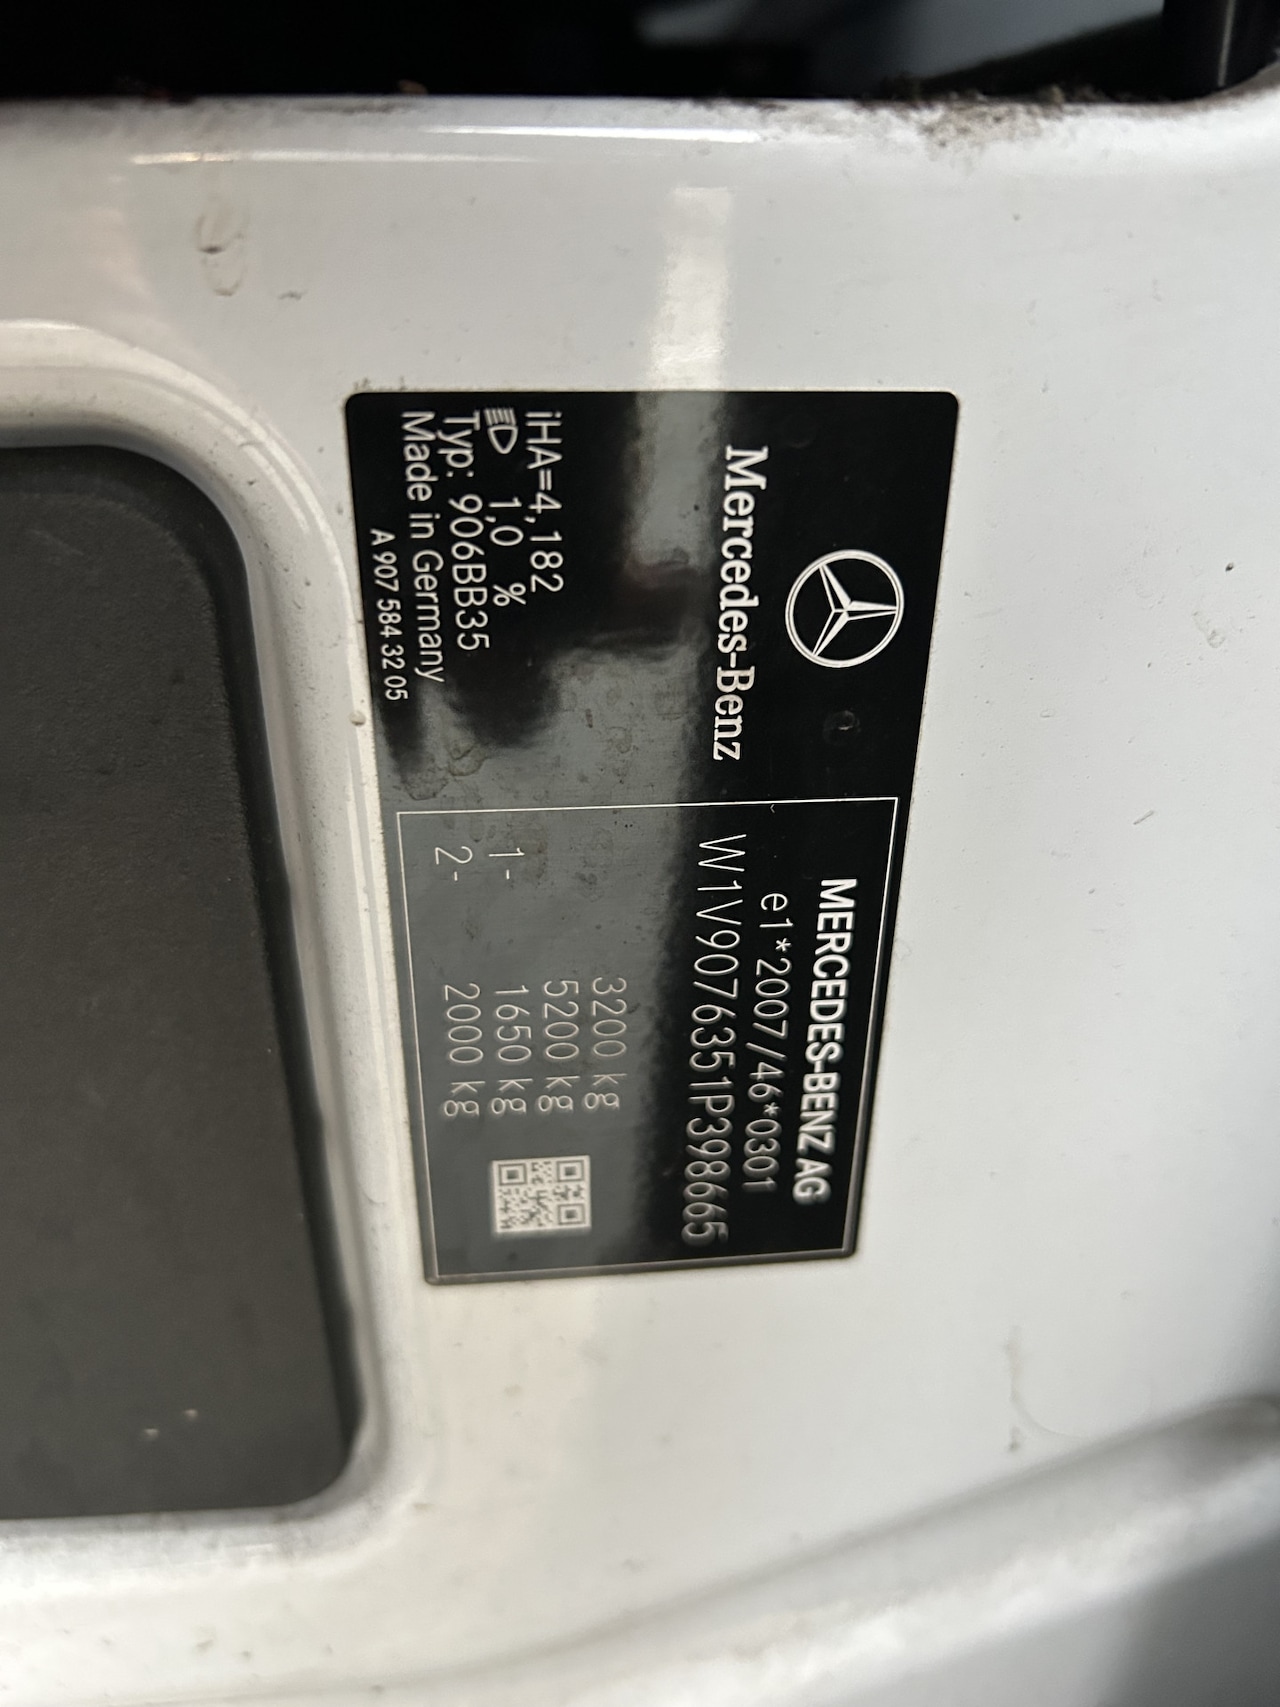 Mercedes-Benz
iHA=4,182
1,0 %
Typ: 906BB35
Made in Germany
A 907 584 32 05
MERCEDES-BENZ AG
e1*2007/46*0301
W1V9076351P398665
3200 kg
5200 kg
1- 1650 kg
2- 2000 kg